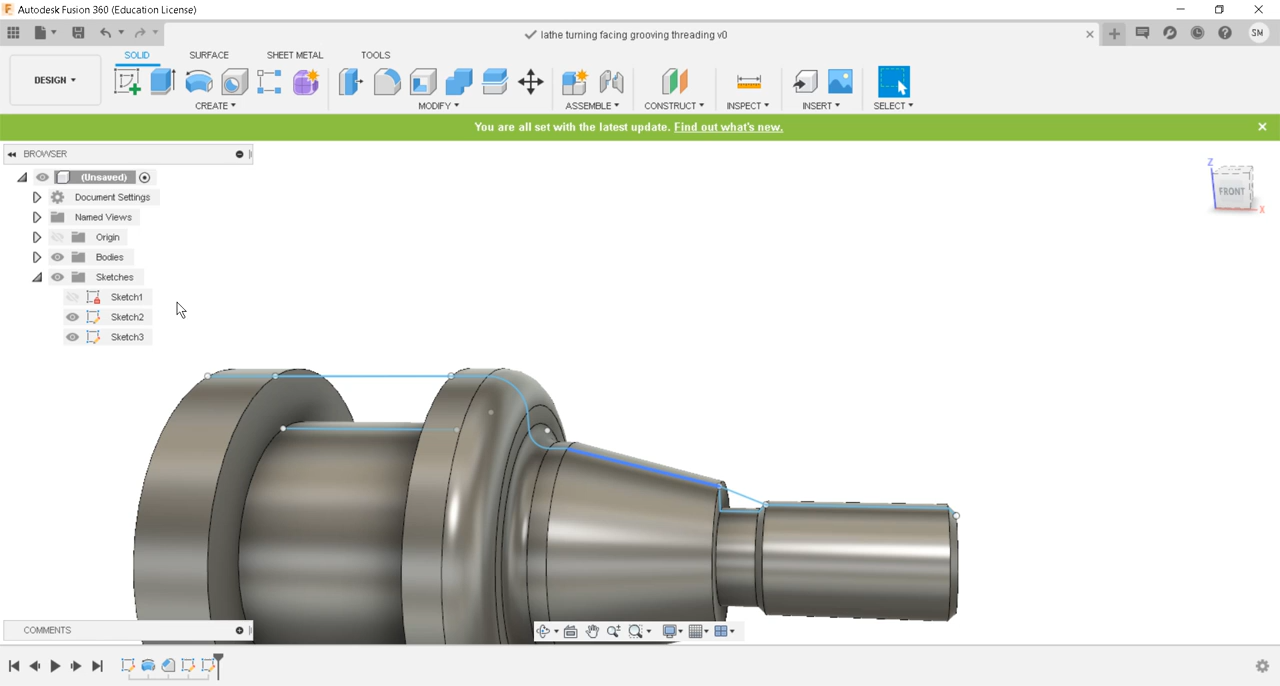 Autodesk Fusion 360 (Education License)
lathe turning facing grooving threading v0
SM
SOLID SURFACE SHEET METAL TOOLS
DESIGN
CREATE MODIFY ASSEMBLE CONSTRUCT INSPECT INSERT SELECT
You are all set with the latest update. Find out what's new.
BROWSER
(Unsaved)
Document Settings
Named Views
Origin
Bodies
Sketches
Sketch1
Sketch2
Sketch3
Z
FRONT
X
COMMENTS